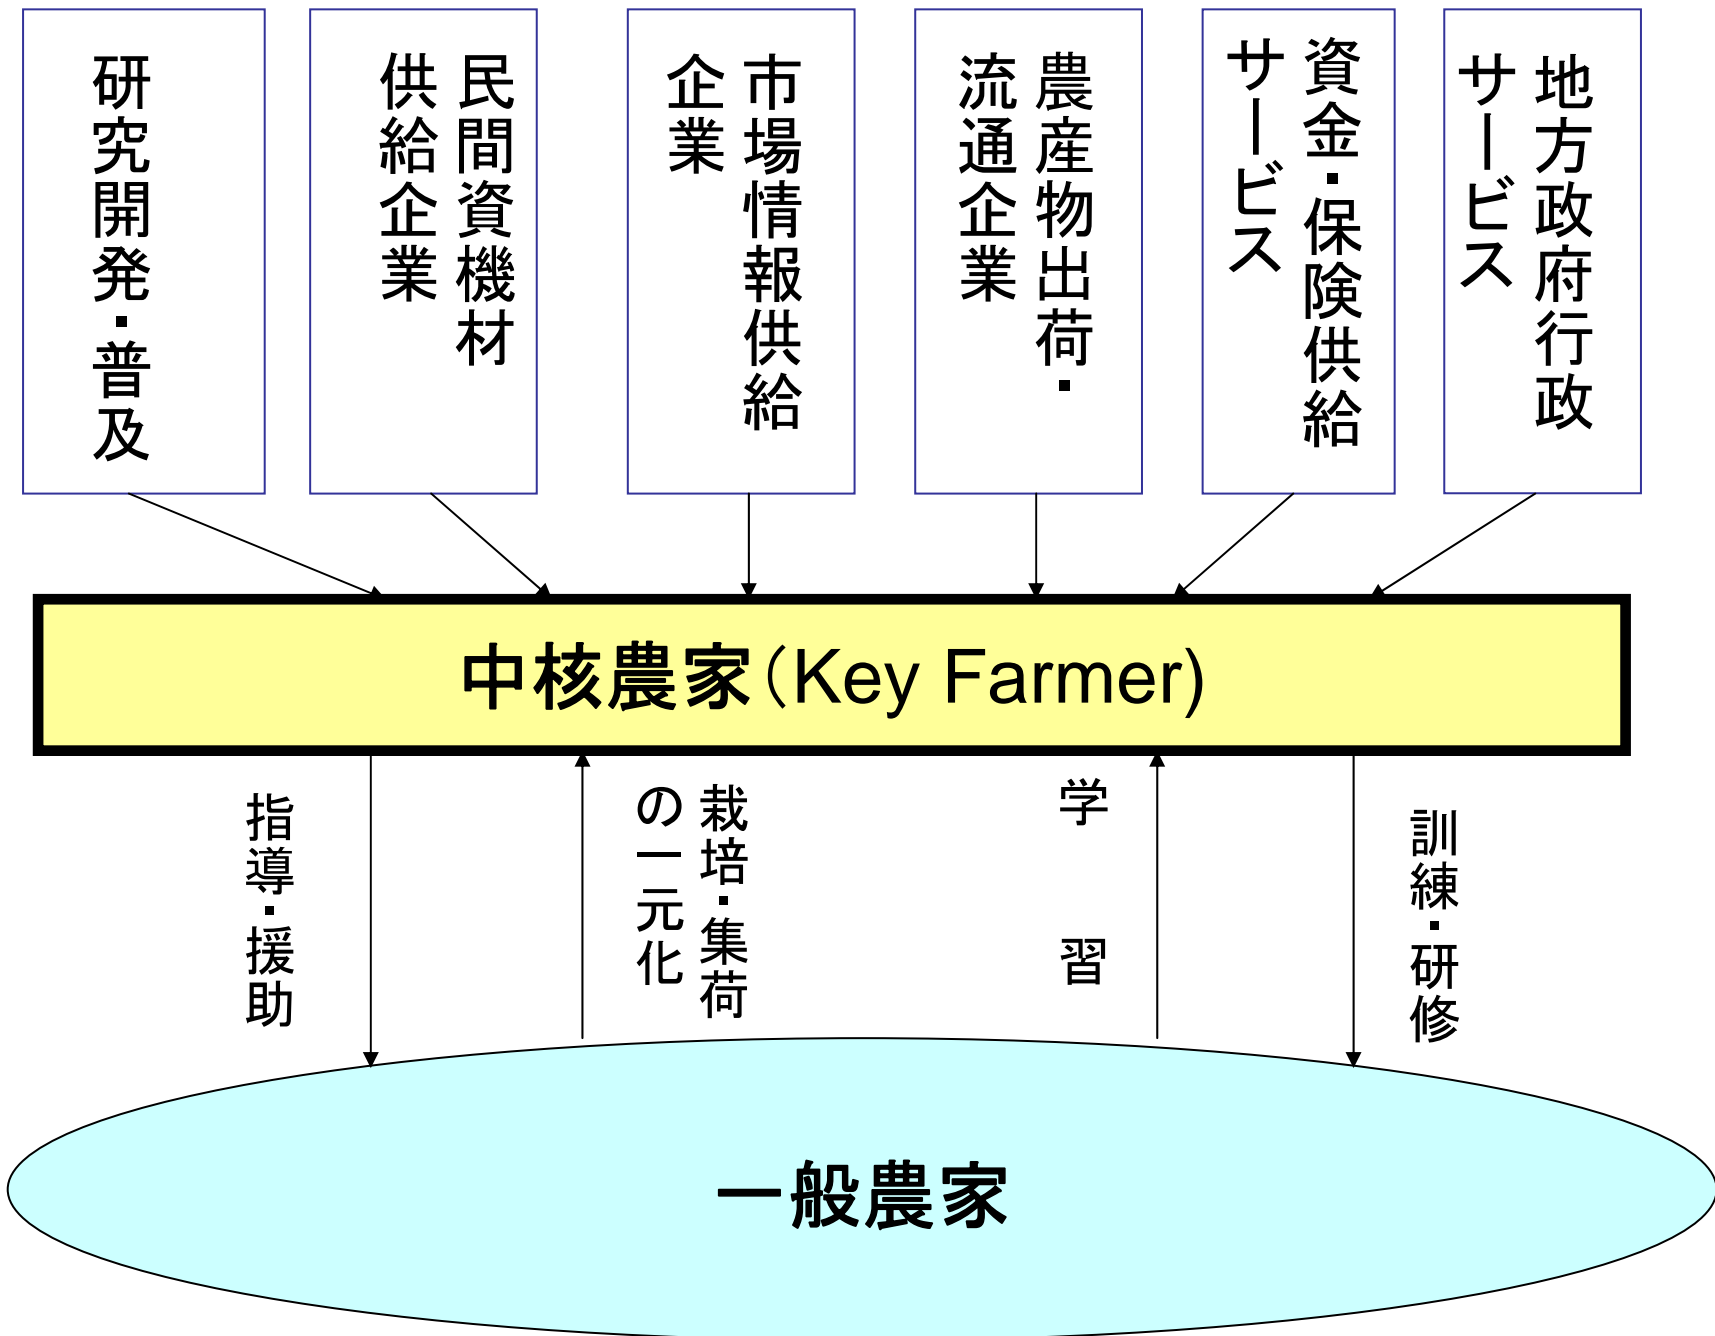 研究開発・普及
民間資機材
供給企業
市場情報供給
企業
農産物出荷・
流通企業
資金・保険供給
サービス
地方政府行政
サービス
中核農家（Key Farmer)
指導・援助
栽培・集荷
の一元化
学習
訓練・研修
一般農家